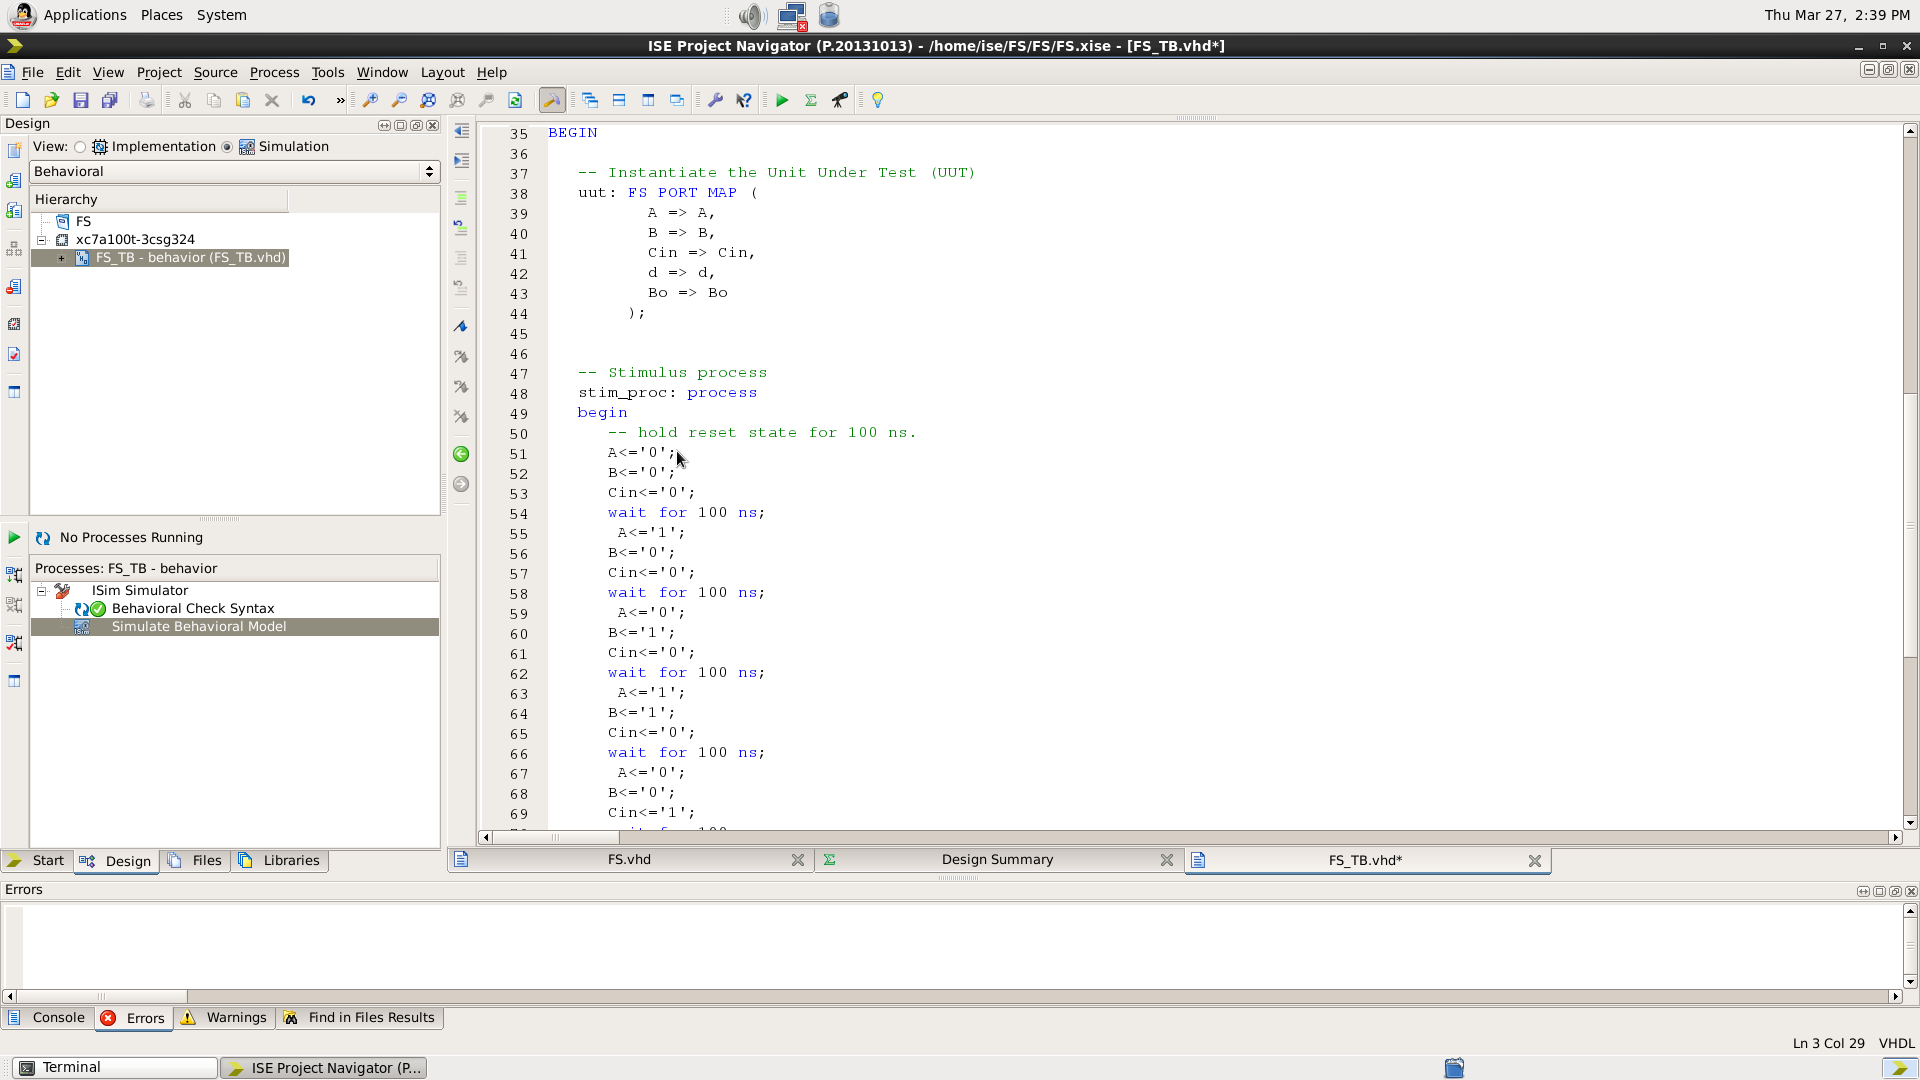 Applications Places System
Thu Mar 27, 2:39 PM
ISE Project Navigator (P.20131013) - /home/ise/FS/FS/FS.xise - [FS_TB.vhd*]
File Edit View Project Source Process Tools Window Layout Help
Design
View: Implementation Simulation
Behavioral
Hierarchy
FS
xc7a100t-3csg324
FS_TB - behavior (FS_TB.vhd)
No Processes Running
Processes: FS_TB - behavior
ISim Simulator
Behavioral Check Syntax
Simulate Behavioral Model
Start Design Files Libraries
35 BEGIN
36
37 -- Instantiate the Unit Under Test (UUT)
38 uut: FS PORT MAP (
39 A => A,
40 B => B,
41 Cin => Cin,
42 d => d,
43 Bo => Bo
44 );
45
46
47 -- Stimulus process
48 stim_proc: process
49 begin
50 -- hold reset state for 100 ns.
51 A<='0';
52 B<='0';
53 Cin<='0';
54 wait for 100 ns;
55 A<='1';
56 B<='0';
57 Cin<='0';
58 wait for 100 ns;
59 A<='0';
60 B<='1';
61 Cin<='0';
62 wait for 100 ns;
63 A<='1';
64 B<='1';
65 Cin<='0';
66 wait for 100 ns;
67 A<='0';
68 B<='0';
69 Cin<='1';
FS.vhd Design Summary FS_TB.vhd*
Errors
Console Errors Warnings Find in Files Results
Ln 3 Col 29 VHDL
Terminal ISE Project Navigator (P...